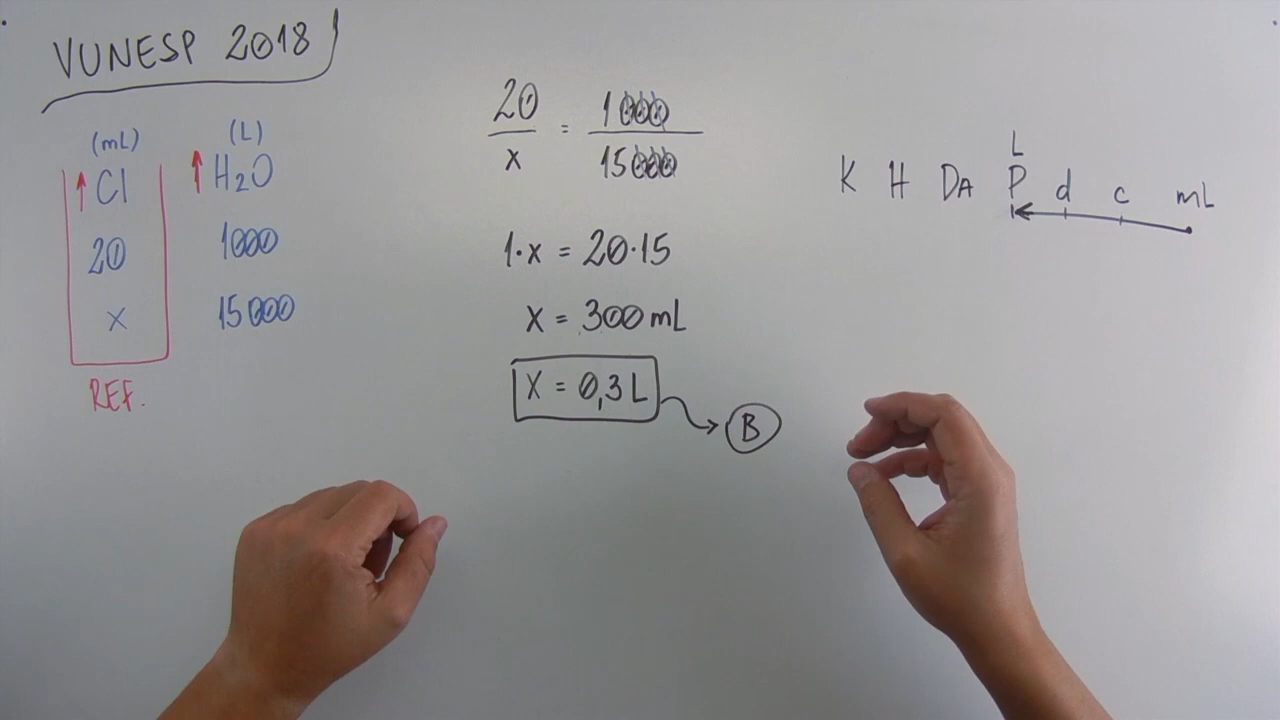 VUNESP 2018
(mL) (L)
Cl H₂O
20 1000
x 15000
REF.
20/x = 1000/15000
1·x = 20·15
x = 300 mL
x = 0,3 L
B
L
K H DA P d c mL